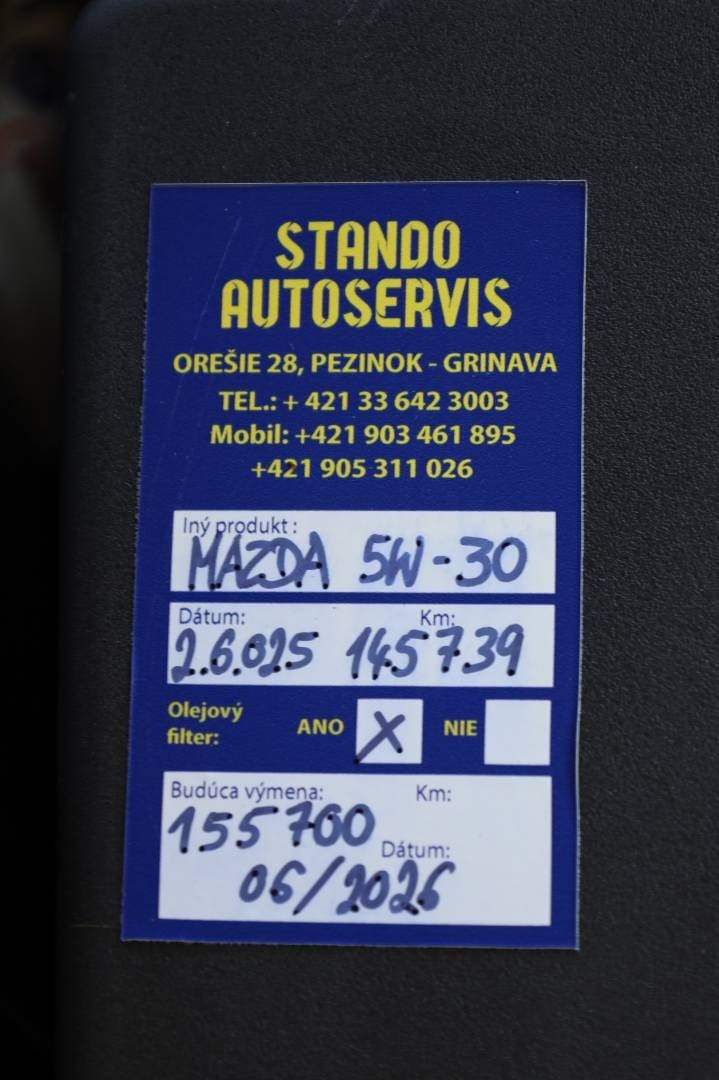 STANDO
AUTOSERVIS
OREŠIE 28, PEZINOK - GRINAVA
TEL.: + 421 33 642 3003
Mobil: +421 903 461 895
+421 905 311 026
Iný produkt :
MAZDA 5W-30
Dátum: Km:
2.6.025 145739
Olejový
filter: ANO X NIE
Budúca výmena: Km:
155700
Dátum:
06/2026